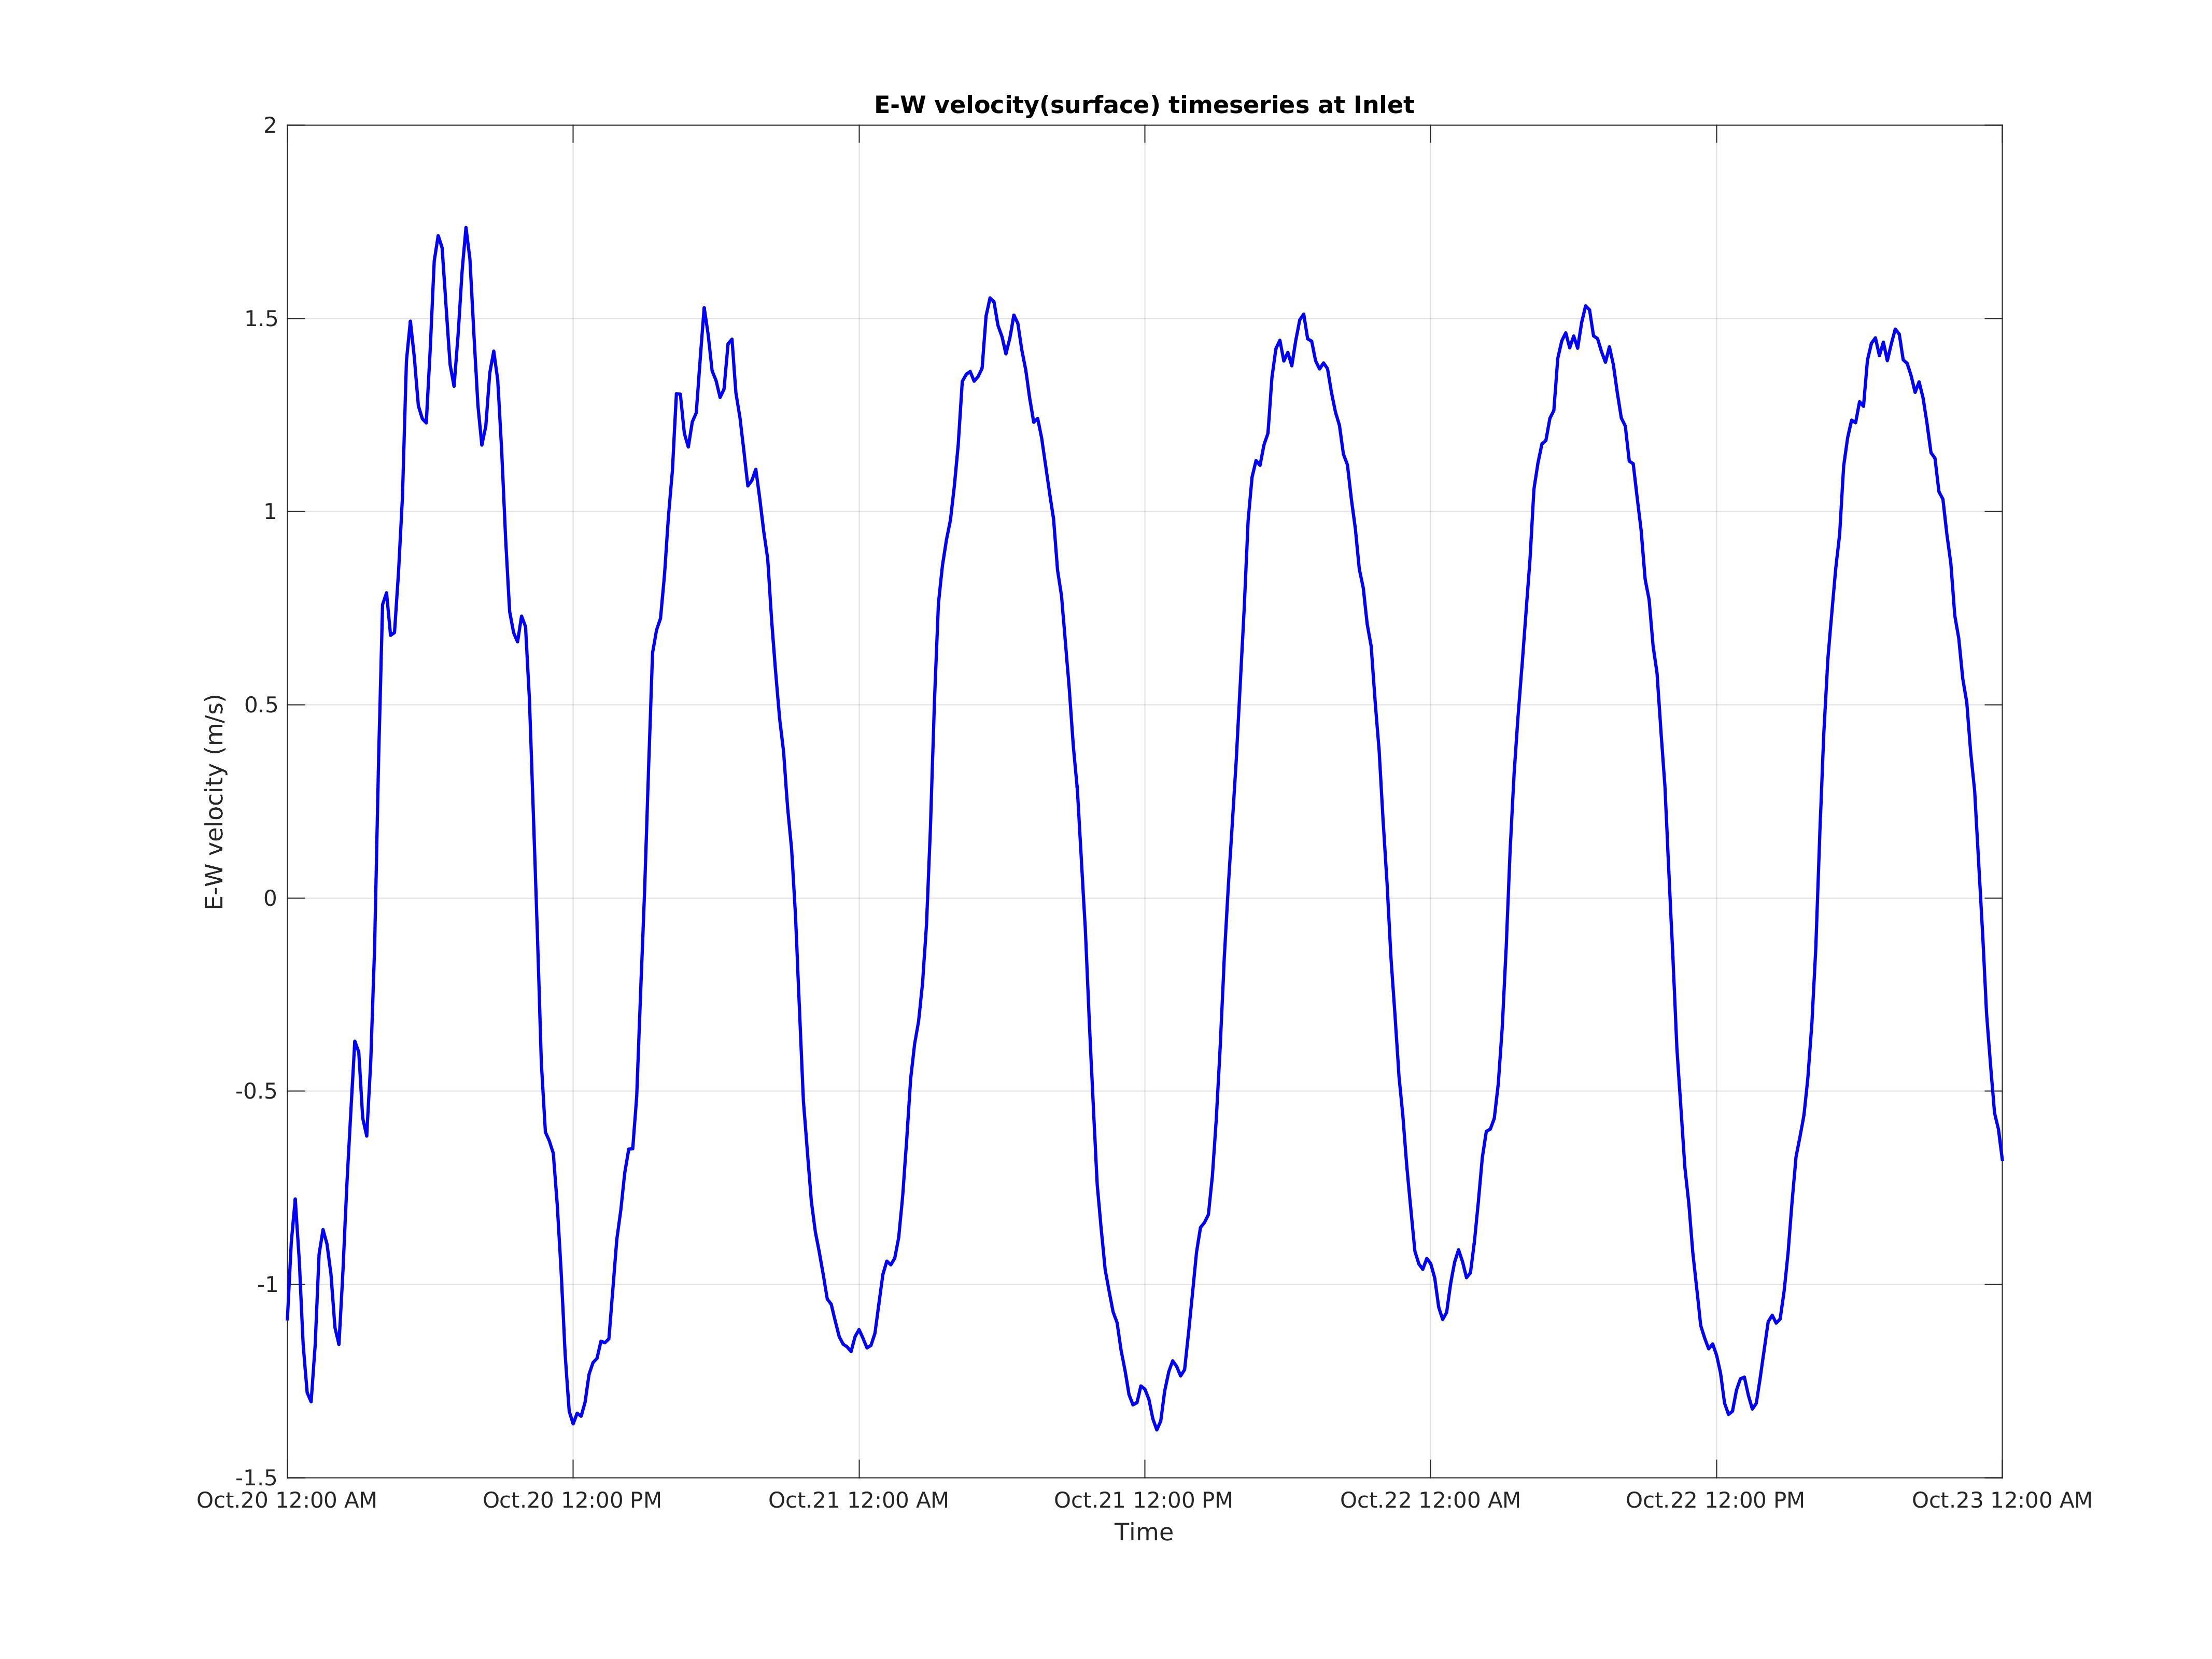 E-W velocity(surface) timeseries at Inlet
2
1.5
1
0.5
0
-0.5
-1
-1.5
E-W velocity (m/s)
Oct.20 12:00 AM Oct.20 12:00 PM Oct.21 12:00 AM Oct.21 12:00 PM Oct.22 12:00 AM Oct.22 12:00 PM Oct.23 12:00 AM
Time